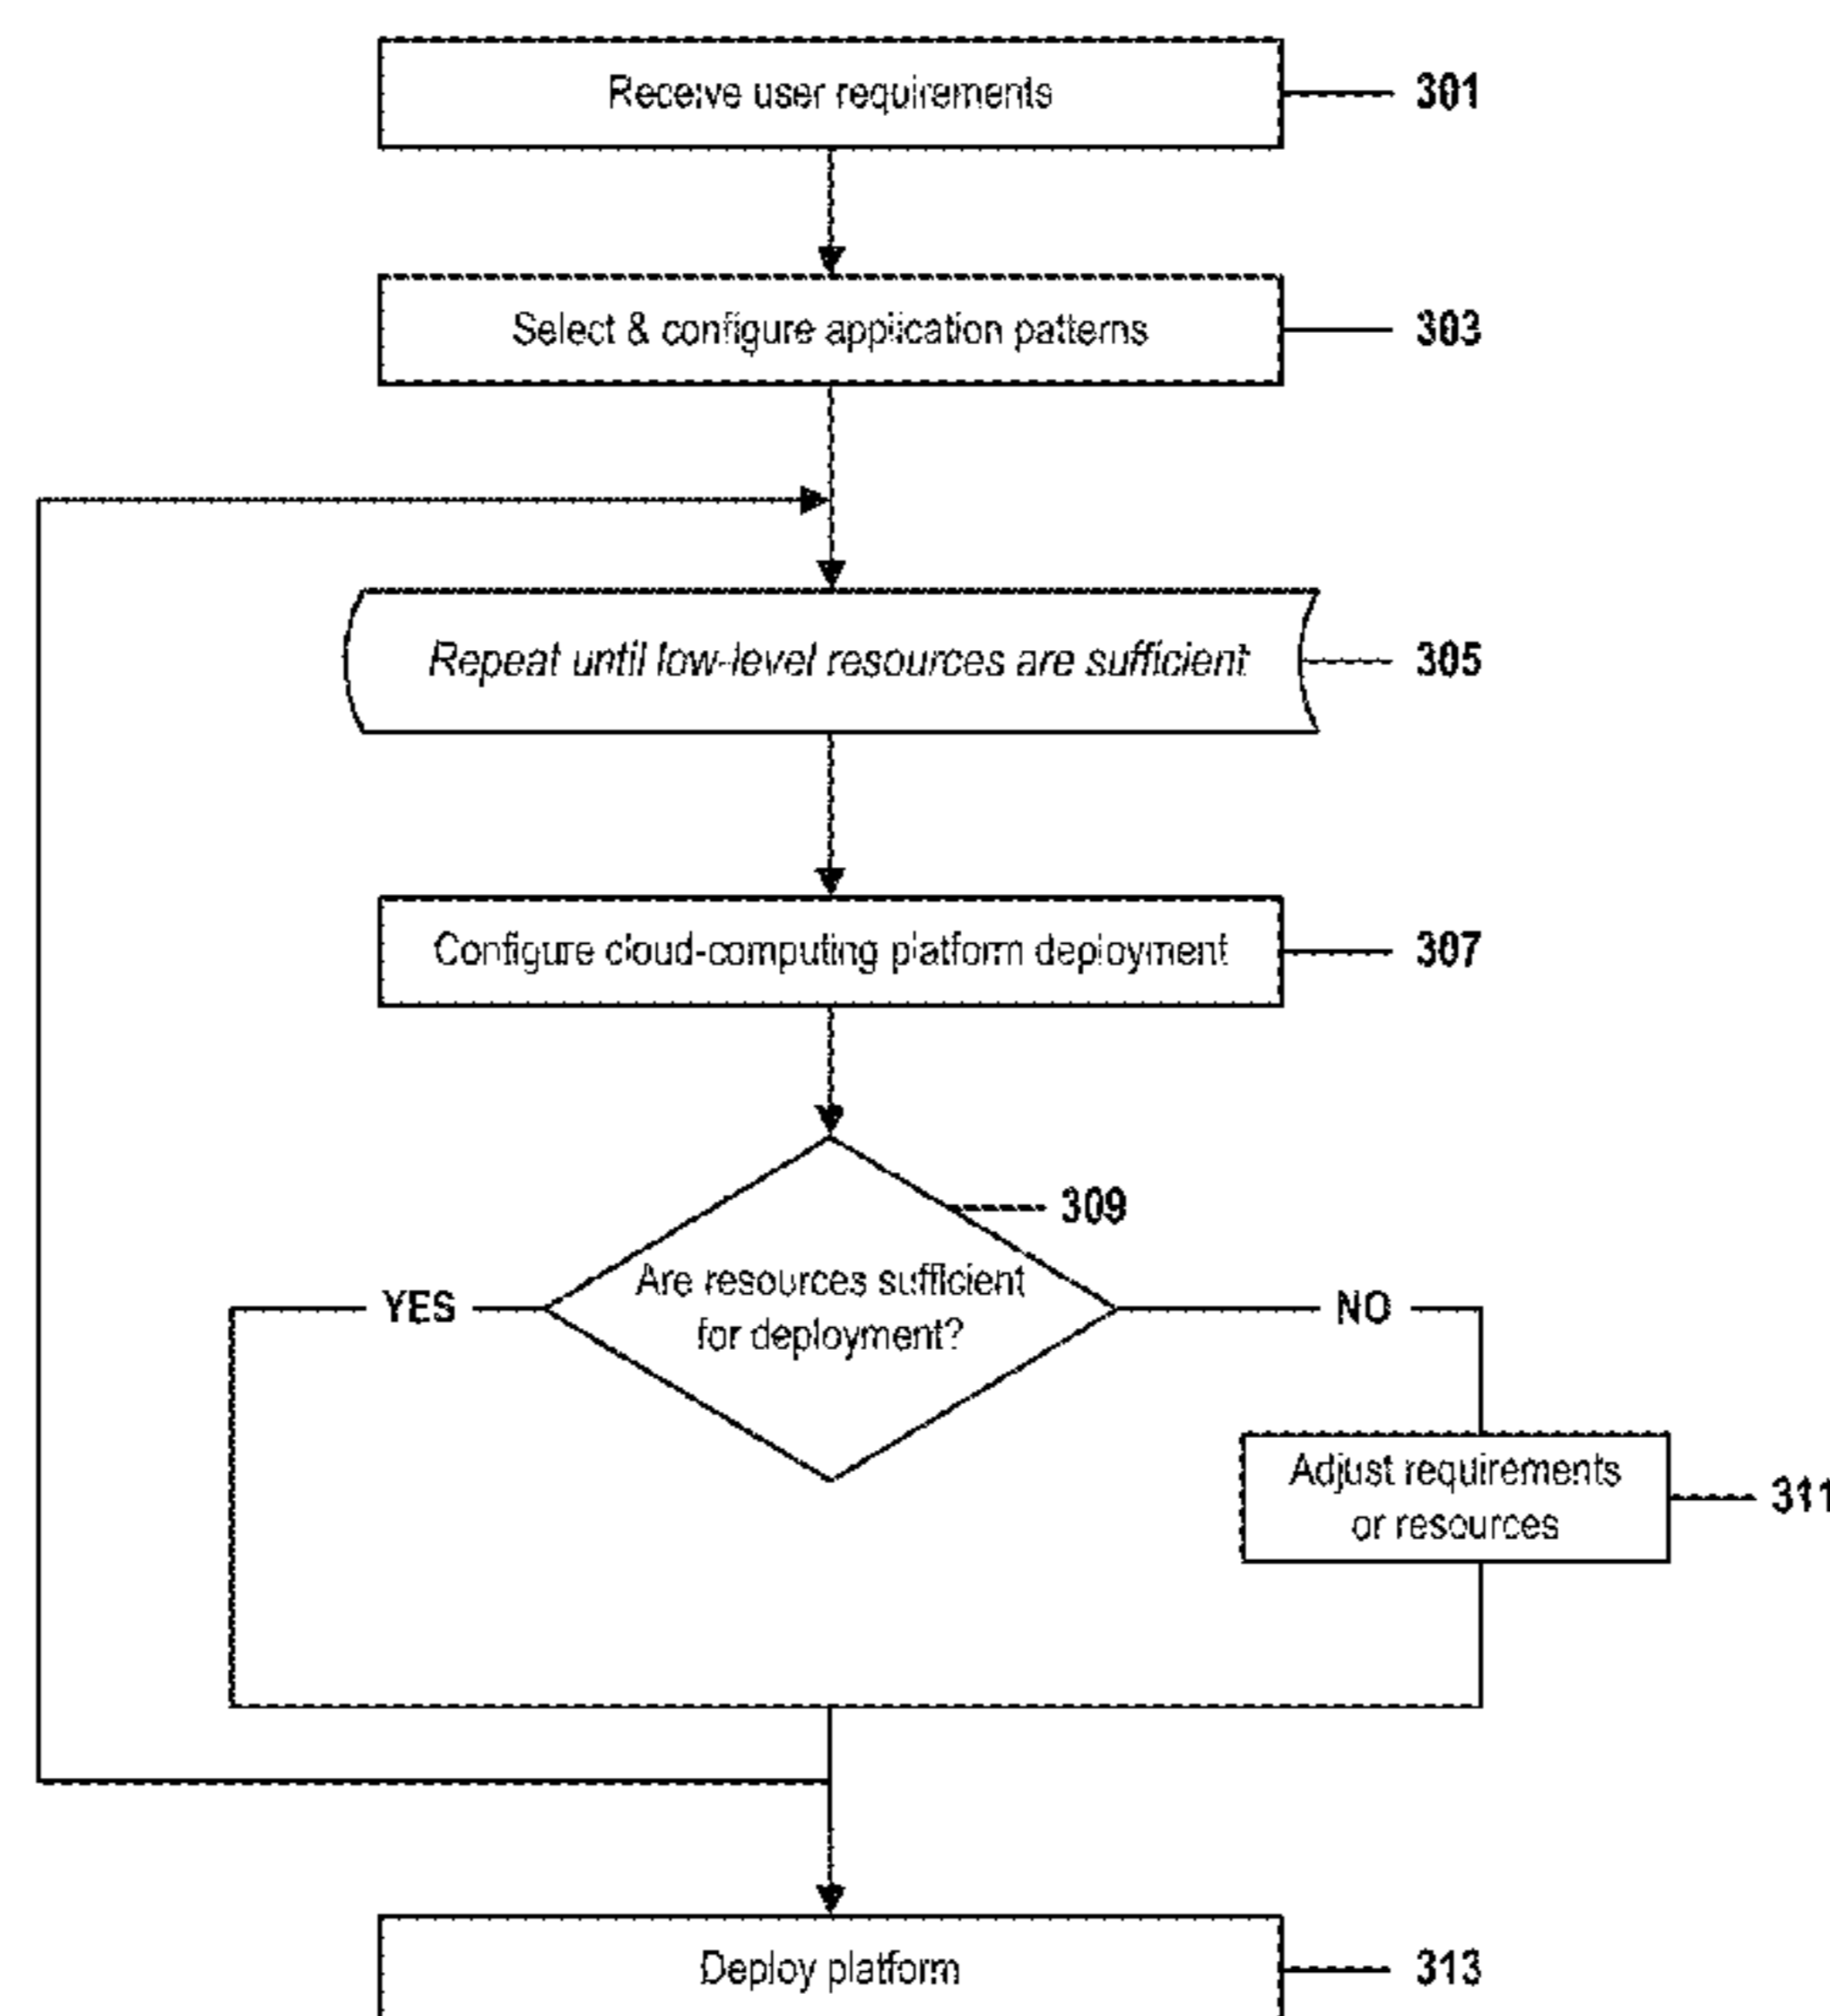 Receive user requirements
301
Select & configure application patterns
303
Repeat until low-level resources are sufficient
305
Configure cloud-computing platform deployment
307
309
Are resources sufficient
for deployment?
YES
NO
Adjust requirements
or resources
311
Deploy platform
313